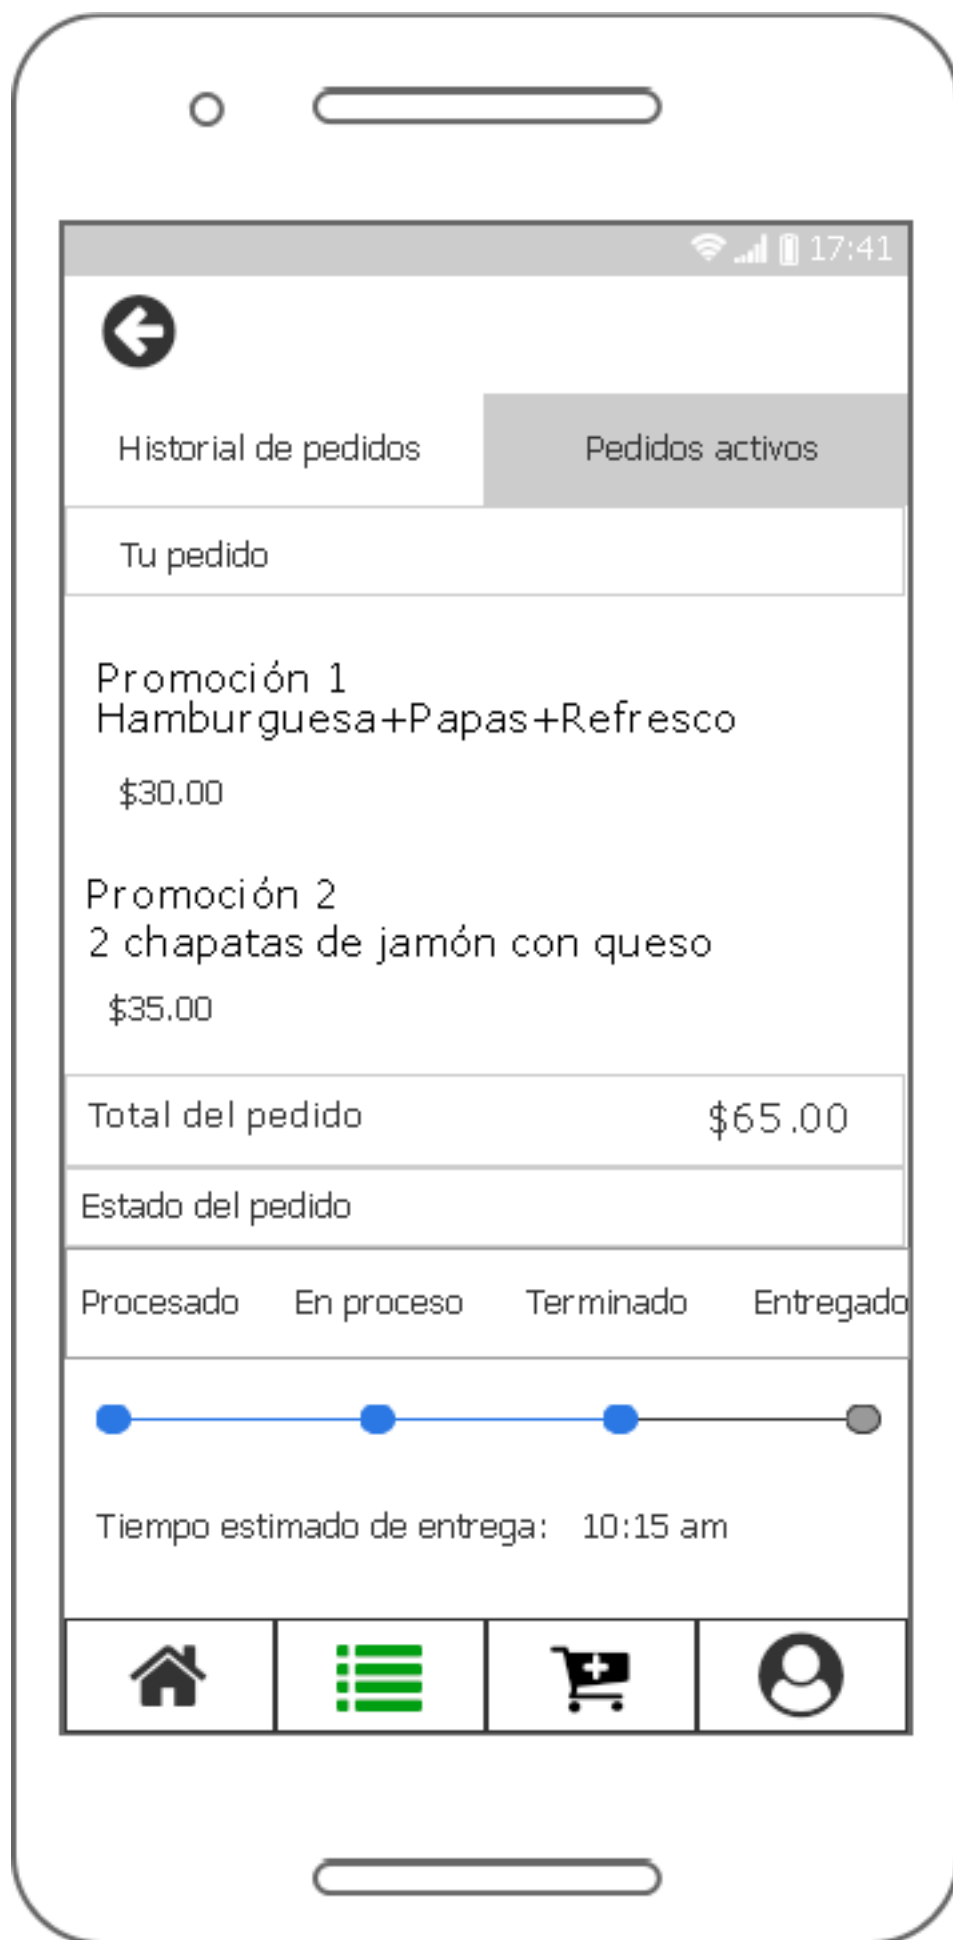 17:41
Historial de pedidos Pedidos activos
Tu pedido
Promoción 1
Hamburguesa+Papas+Refresco
$30.00
Promoción 2
2 chapatas de jamón con queso
$35.00
Total del pedido $65.00
Estado del pedido
Procesado En proceso Terminado Entregado
Tiempo estimado de entrega: 10:15 am